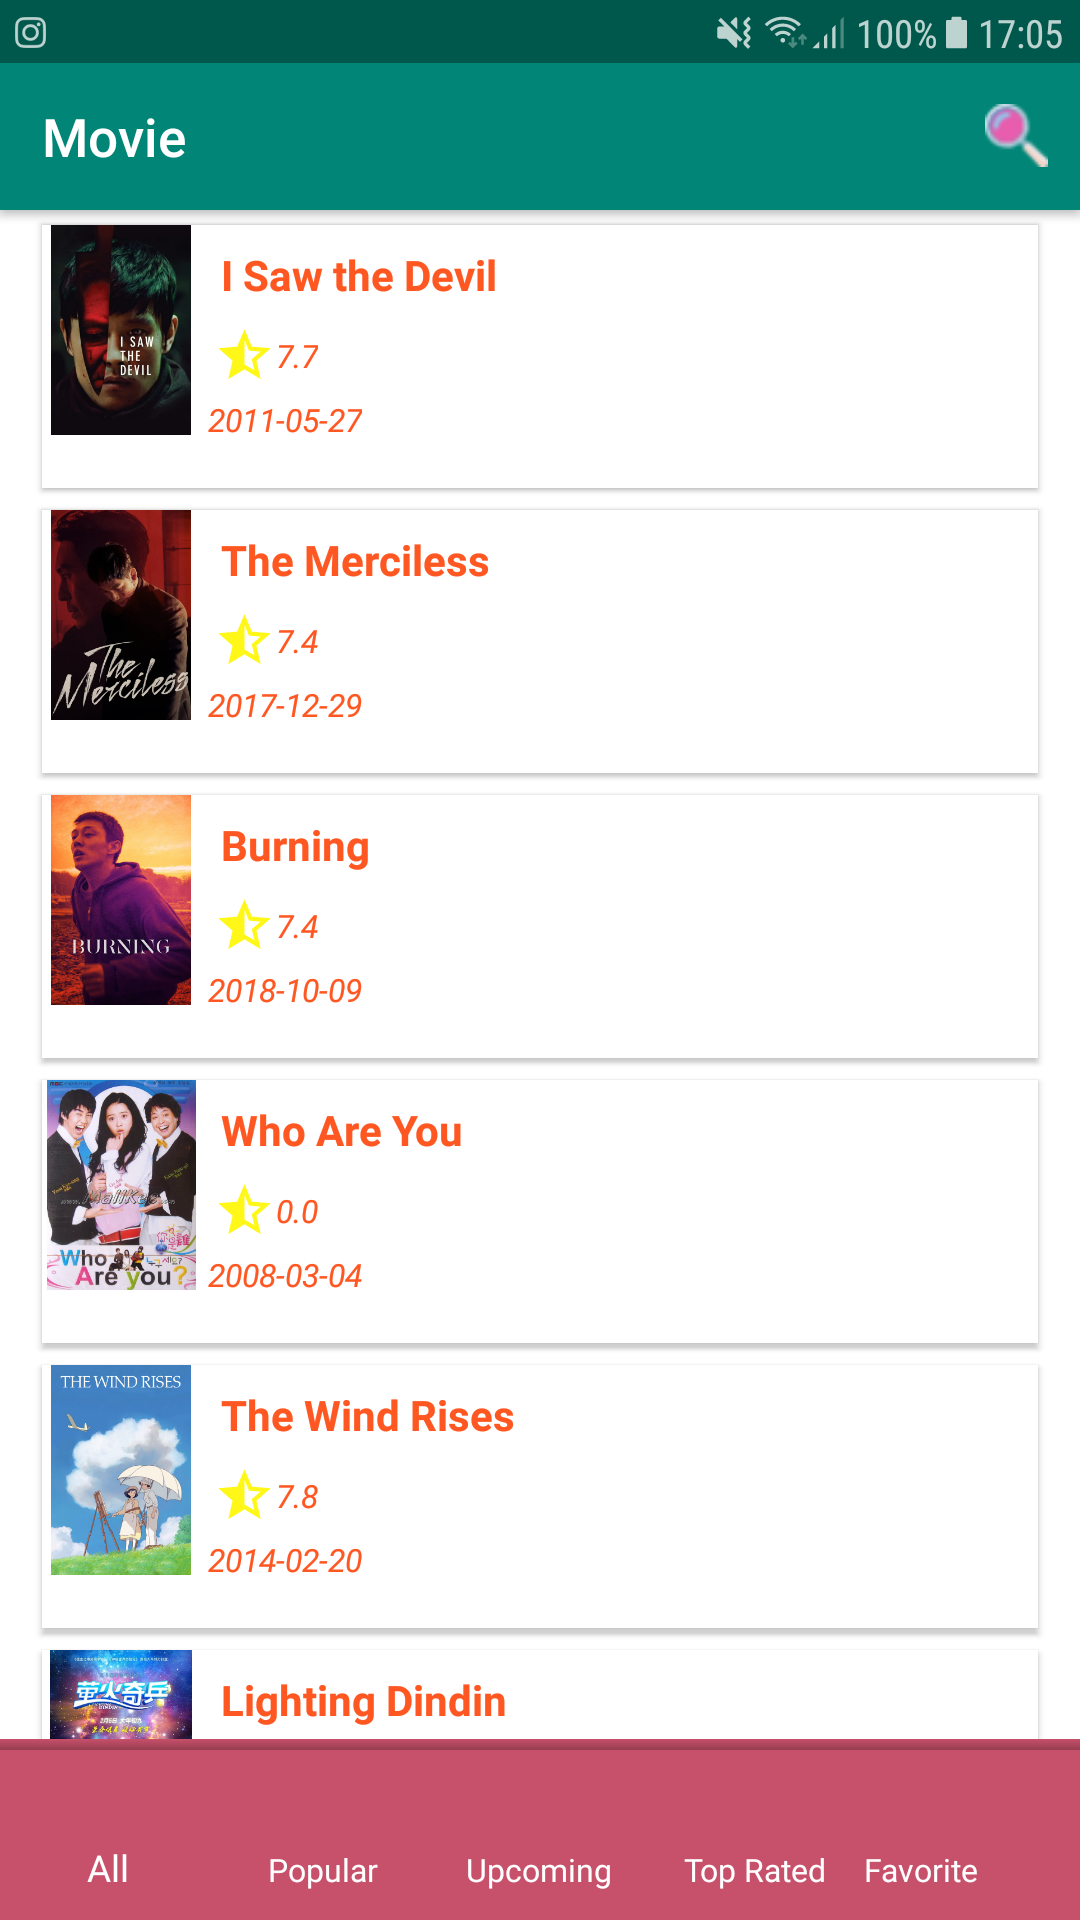 100% 17:05
Movie
I SAW
THE
DEVIL
I Saw the Devil
7.7
2011-05-27
The
Merciless
The Merciless
7.4
2017-12-29
BURNING
Burning
7.4
2018-10-09
Who
Are you?
Who Are You
0.0
2008-03-04
THE WIND RISES
The Wind Rises
7.8
2014-02-20
萤火奇兵
Lighting Dindin
All
Popular
Upcoming
Top Rated
Favorite